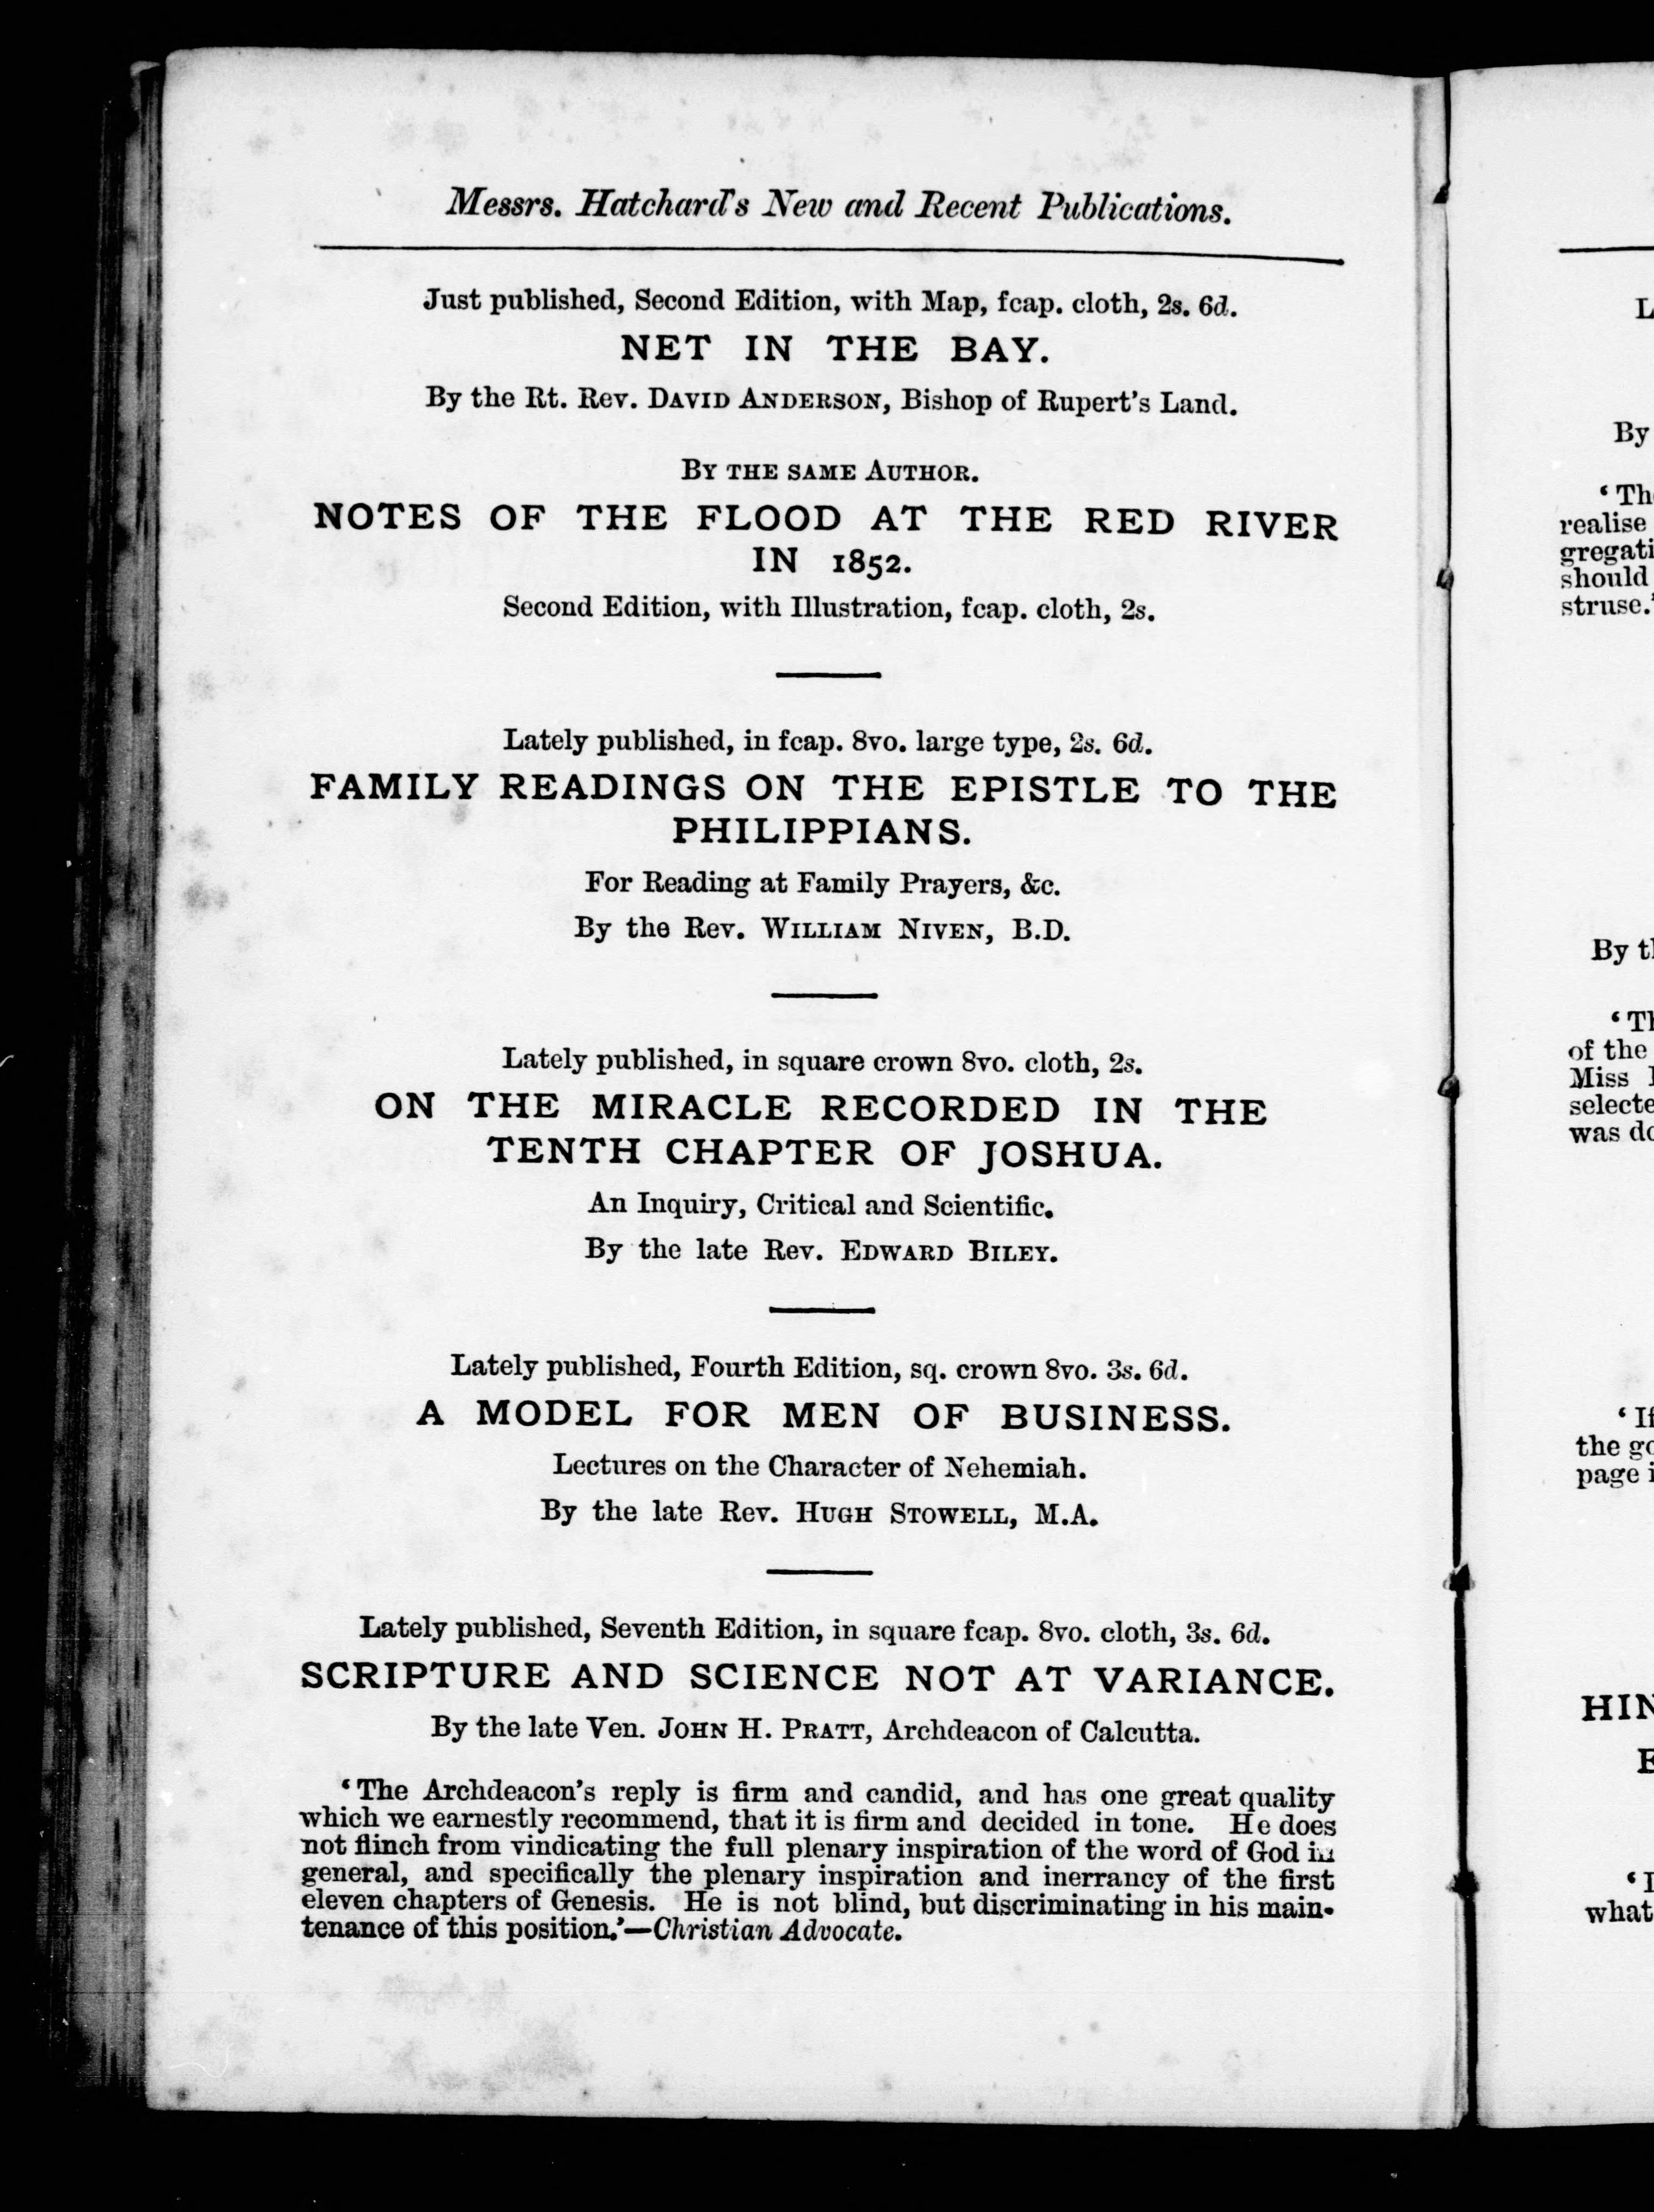 Messrs. Hatchard's New and Recent Publications.
Just published, Second Edition, with Map, fcap. cloth, 2s. 6d.
NET IN THE BAY.
By the Rt. Rev. DAVID ANDERSON, Bishop of Rupert's Land.
BY THE SAME AUTHOR.
NOTES OF THE FLOOD AT THE RED RIVER
IN 1852.
Second Edition, with Illustration, fcap. cloth, 2s.
Lately published, in fcap. 8vo. large type, 2s. 6d.
FAMILY READINGS ON THE EPISTLE TO THE
PHILIPPIANS.
For Reading at Family Prayers, &c.
By the Rev. WILLIAM NIVEN, B.D.
Lately published, in square crown 8vo. cloth, 2s.
ON THE MIRACLE RECORDED IN THE
TENTH CHAPTER OF JOSHUA.
An Inquiry, Critical and Scientific.
By the late Rev. EDWARD BILEY.
Lately published, Fourth Edition, sq. crown 8vo. 3s. 6d.
A MODEL FOR MEN OF BUSINESS.
Lectures on the Character of Nehemiah.
By the late Rev. HUGH STOWELL, M.A.
Lately published, Seventh Edition, in square fcap. 8vo. cloth, 3s. 6d.
SCRIPTURE AND SCIENCE NOT AT VARIANCE.
By the late Ven. JOHN H. PRATT, Archdeacon of Calcutta.
'The Archdeacon's reply is firm and candid, and has one great quality
which we earnestly recommend, that it is firm and decided in tone. He does
not flinch from vindicating the full plenary inspiration of the word of God in
general, and specifically the plenary inspiration and inerrancy of the first
eleven chapters of Genesis. He is not blind, but discriminating in his main-
tenance of this position.'—Christian Advocate.
By
realise
should
struse.'
of the
Miss
the
page
what